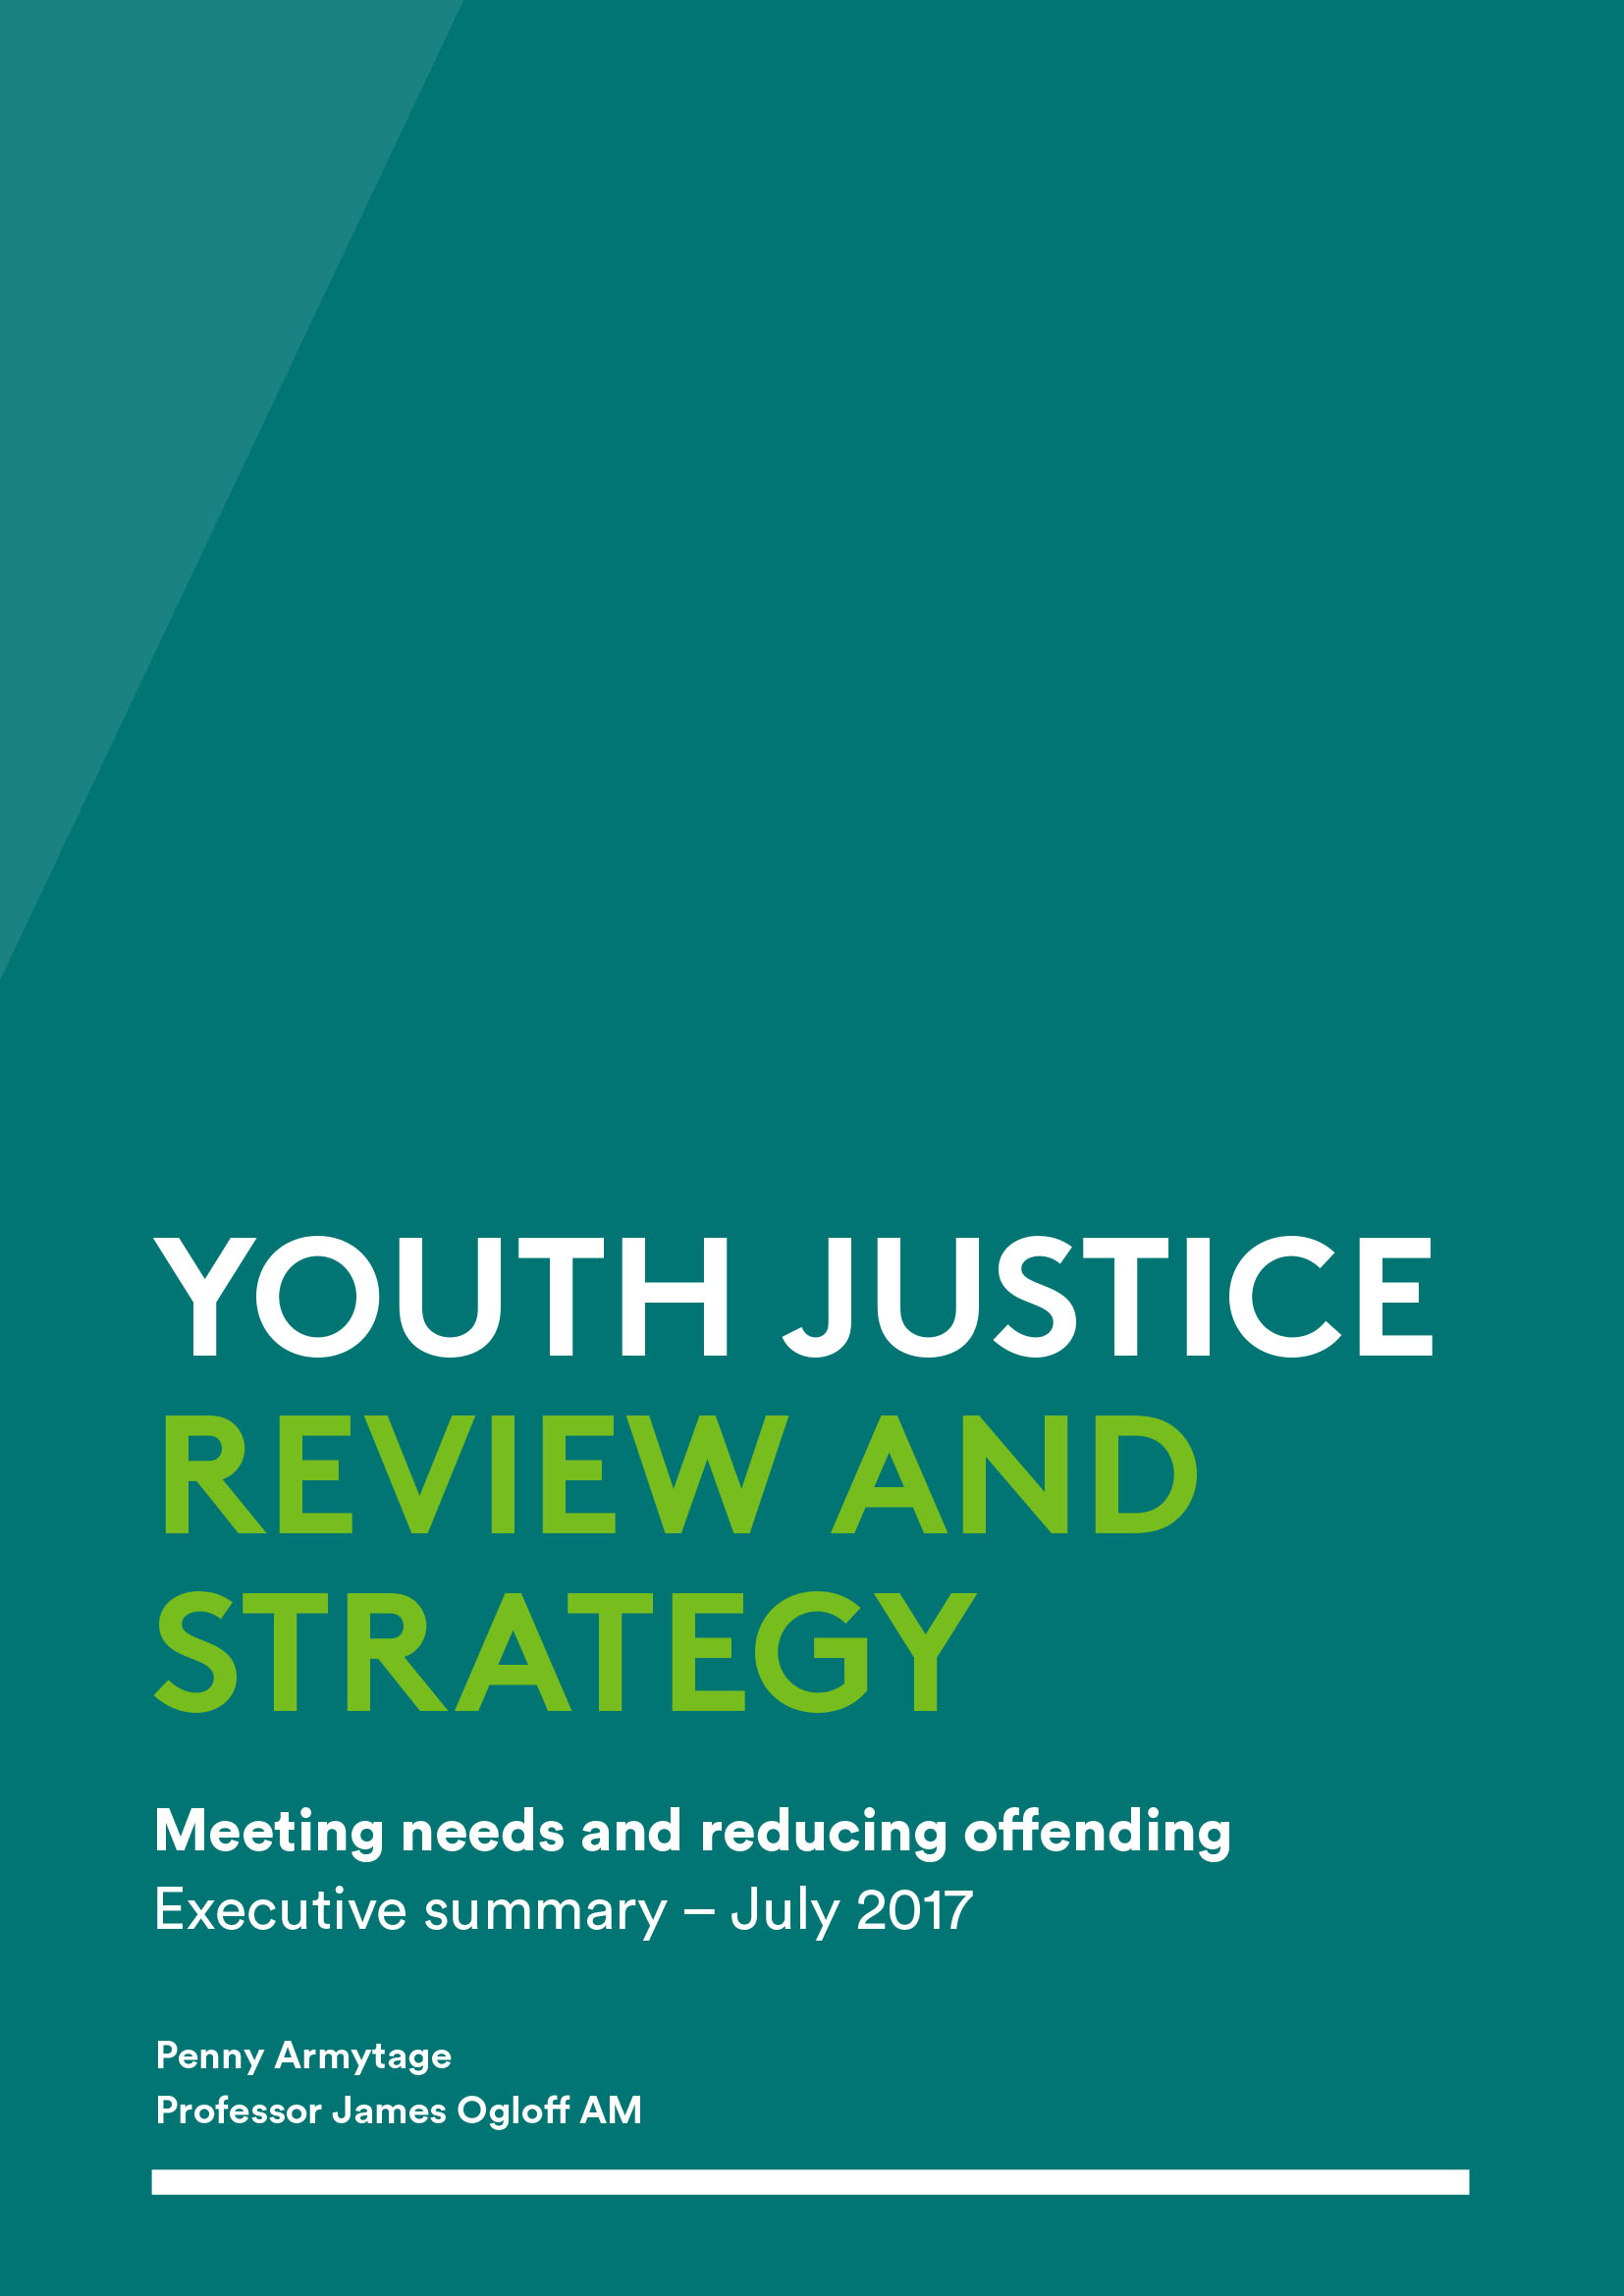 YOUTH JUSTICE
REVIEW AND
STRATEGY
Meeting needs and reducing offending
Executive summary – July 2017
Penny Armytage
Professor James Ogloff AM